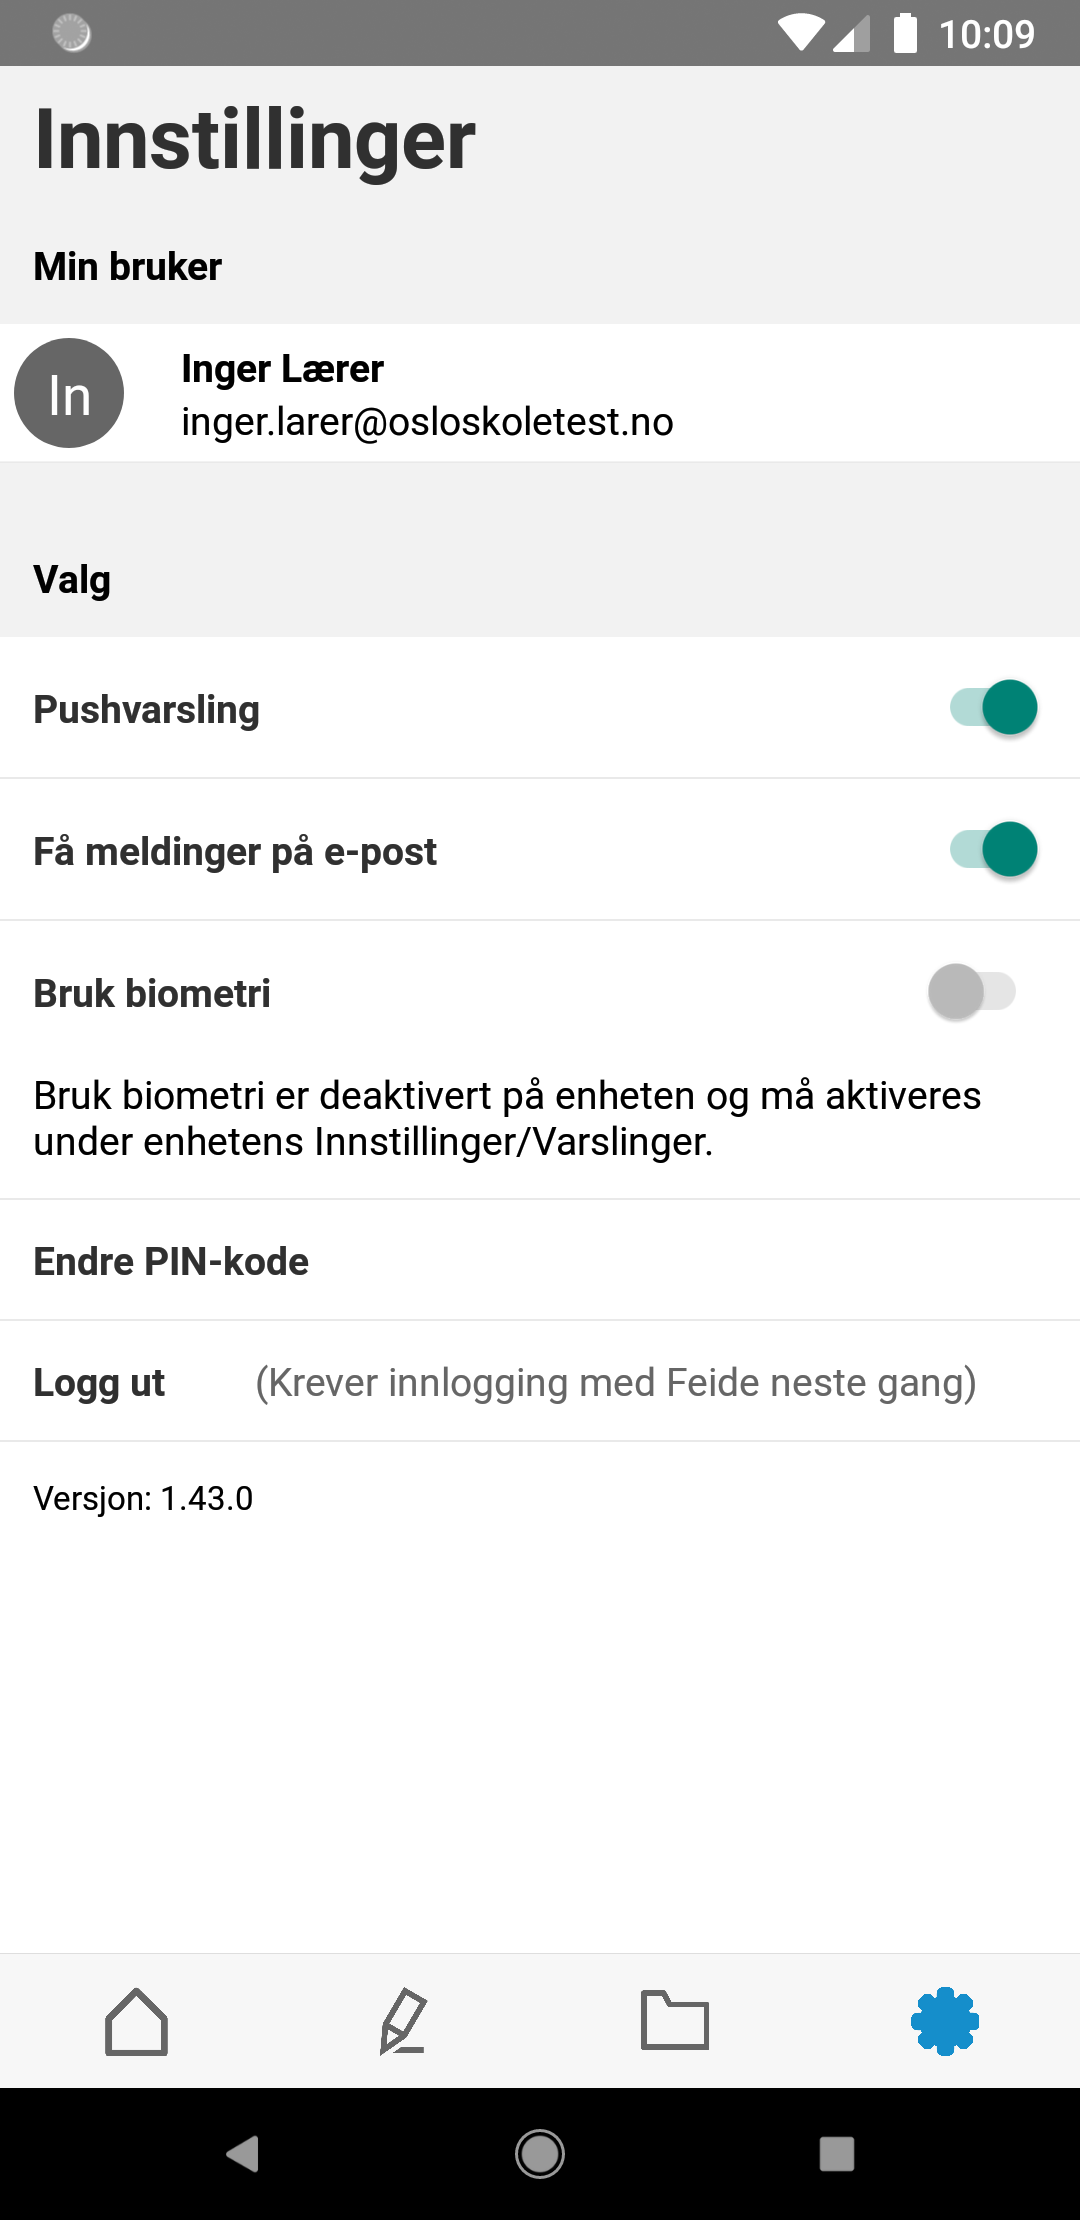 10:09
Innstillinger
Min bruker
In
Inger Lærer
inger.larer@osloskoletest.no
Valg
Pushvarsling
Få meldinger på e-post
Bruk biometri
Bruk biometri er deaktivert på enheten og må aktiveres
under enhetens Innstillinger/Varslinger.
Endre PIN-kode
Logg ut (Krever innlogging med Feide neste gang)
Versjon: 1.43.0